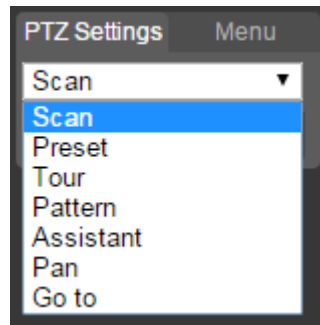 PTZ Settings Menu
Scan ▼
Scan
Preset
Tour
Pattern
Assistant
Pan
Go to